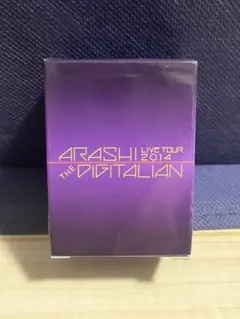 ARASHI LIVE TOUR 2014
THE DIGITALIAN